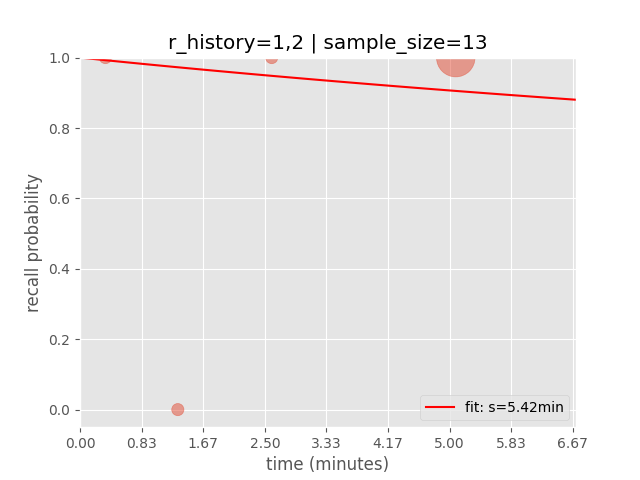 r_history=1,2 | sample_size=13
1.0
0.8
0.6
0.4
0.2
0.0
recall probability
fit: s=5.42min
0.00 0.83 1.67 2.50 3.33 4.17 5.00 5.83 6.67
time (minutes)